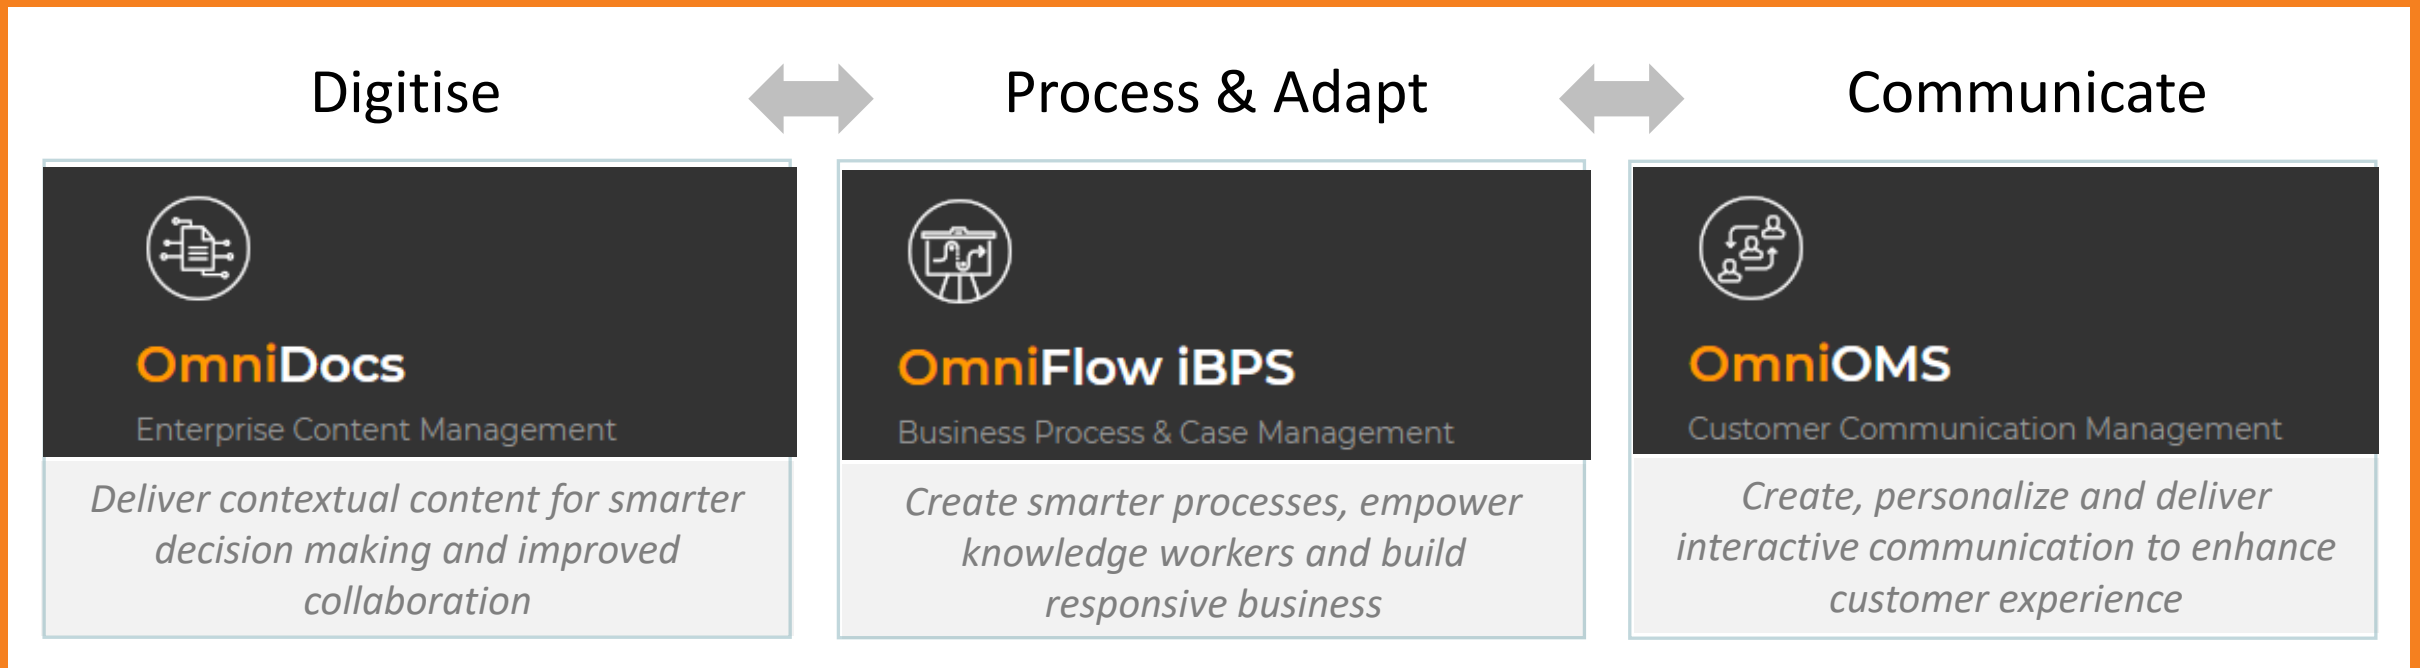 Digitise
Process & Adapt
Communicate
OmniDocs
Enterprise Content Management
Deliver contextual content for smarter
decision making and improved
collaboration
OmniFlow iBPS
Business Process & Case Management
Create smarter processes, empower
knowledge workers and build
responsive business
OmniOMS
Customer Communication Management
Create, personalize and deliver
interactive communication to enhance
customer experience